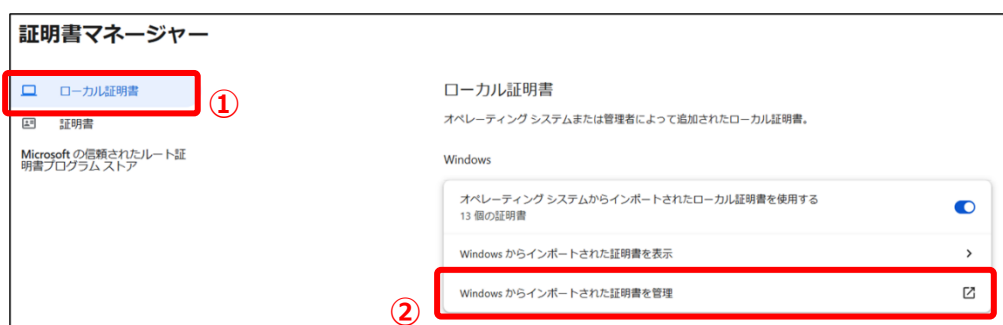 証明書マネージャー
ローカル証明書
①
証明書
Microsoft の信頼されたルート証
明書プログラム ストア
ローカル証明書
オペレーティング システムまたは管理者によって追加されたローカル証明書。
Windows
オペレーティング システムからインポートされたローカル証明書を使用する
13 個の証明書
Windows からインポートされた証明書を表示
Windows からインポートされた証明書を管理
②